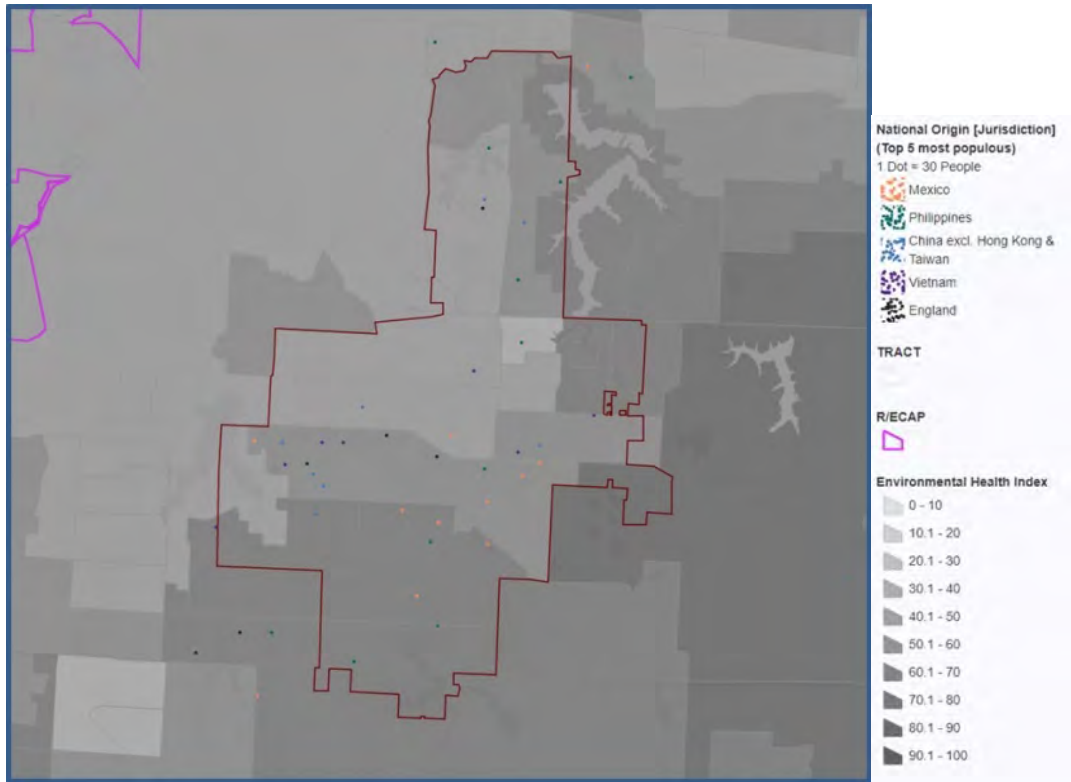 National Origin [Jurisdiction]
(Top 5 most populous)
1 Dot = 30 People
Mexico
Philippines
China excl. Hong Kong &
Taiwan
Vietnam
England
TRACT
R/ECAP
Environmental Health Index
0 - 10
10.1 - 20
20.1 - 30
30.1 - 40
40.1 - 50
50.1 - 60
60.1 - 70
70.1 - 80
80.1 - 90
90.1 - 100